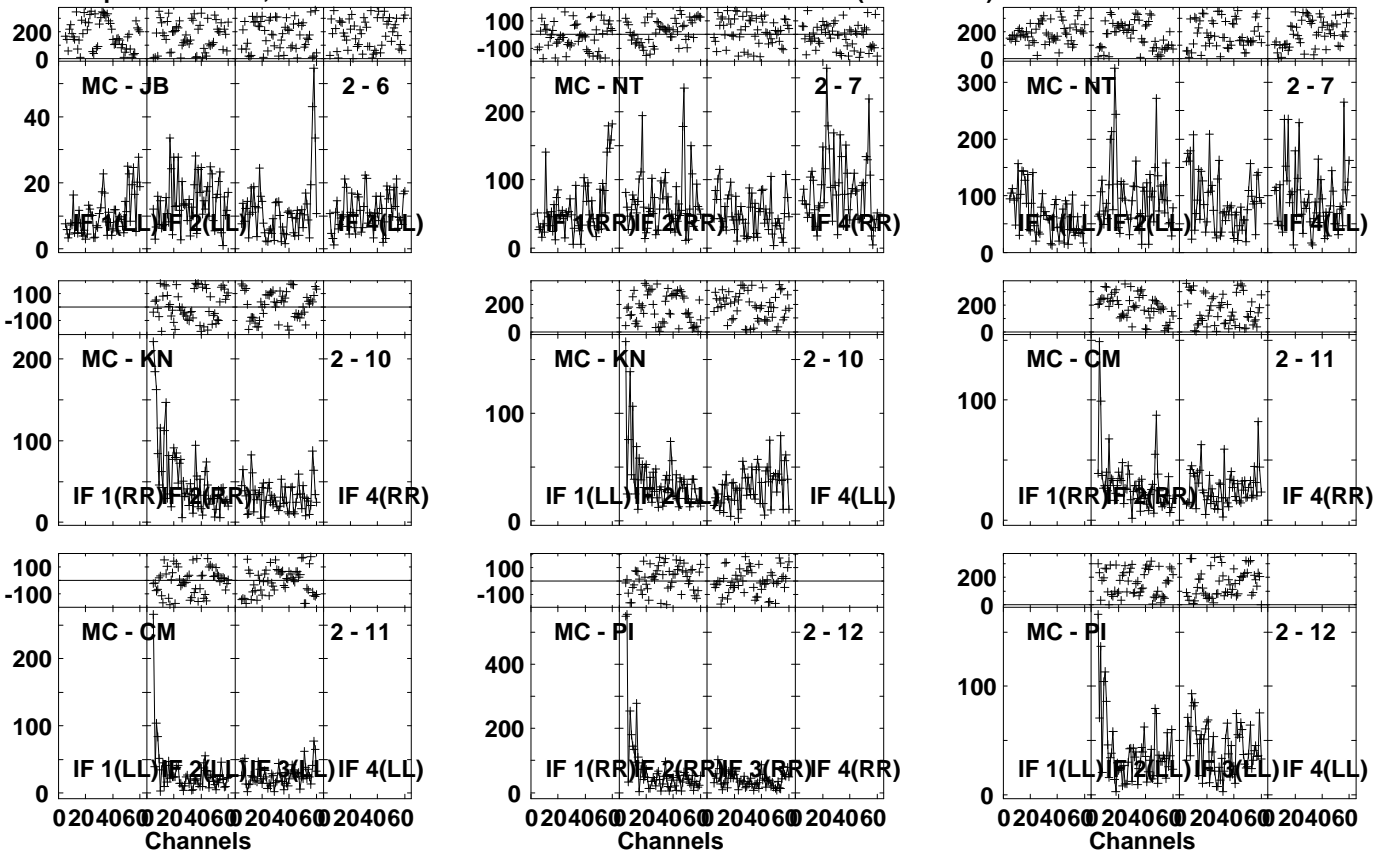 200
0
100
-100
200
0
MC - JB 2 - 6
40
20
0
IF 1(LL) IF 2(LL) IF 4(LL)
MC - NT 2 - 7
200
100
0
IF 1(RR) IF 2(RR) IF 4(RR)
MC - NT 2 - 7
300
200
100
0
IF 1(LL) IF 2(LL) IF 4(LL)
100
-100
200
0
200
0
MC - KN 2 - 10
200
100
0
IF 1(RR) IF 2(RR) IF 4(RR)
MC - KN 2 - 10
100
0
IF 1(LL) IF 2(LL) IF 4(LL)
MC - CM 2 - 11
100
0
IF 1(RR) IF 2(RR) IF 4(RR)
100
-100
100
-100
200
0
MC - CM 2 - 11
200
100
0
IF 1(LL) IF 2(LL) IF 3(LL) IF 4(LL)
MC - PI 2 - 12
400
200
100
0
IF 1(RR) IF 2(RR) IF 3(RR) IF 4(RR)
MC - PI 2 - 12
100
0
IF 1(LL) IF 2(LL) IF 3(LL) IF 4(LL)
0 20 40 60 0 20 40 60 0 20 40 60 0 20 40 60
0 20 40 60 0 20 40 60 0 20 40 60 0 20 40 60
0 20 40 60 0 20 40 60 0 20 40 60 0 20 40 60
Channels Channels Channels